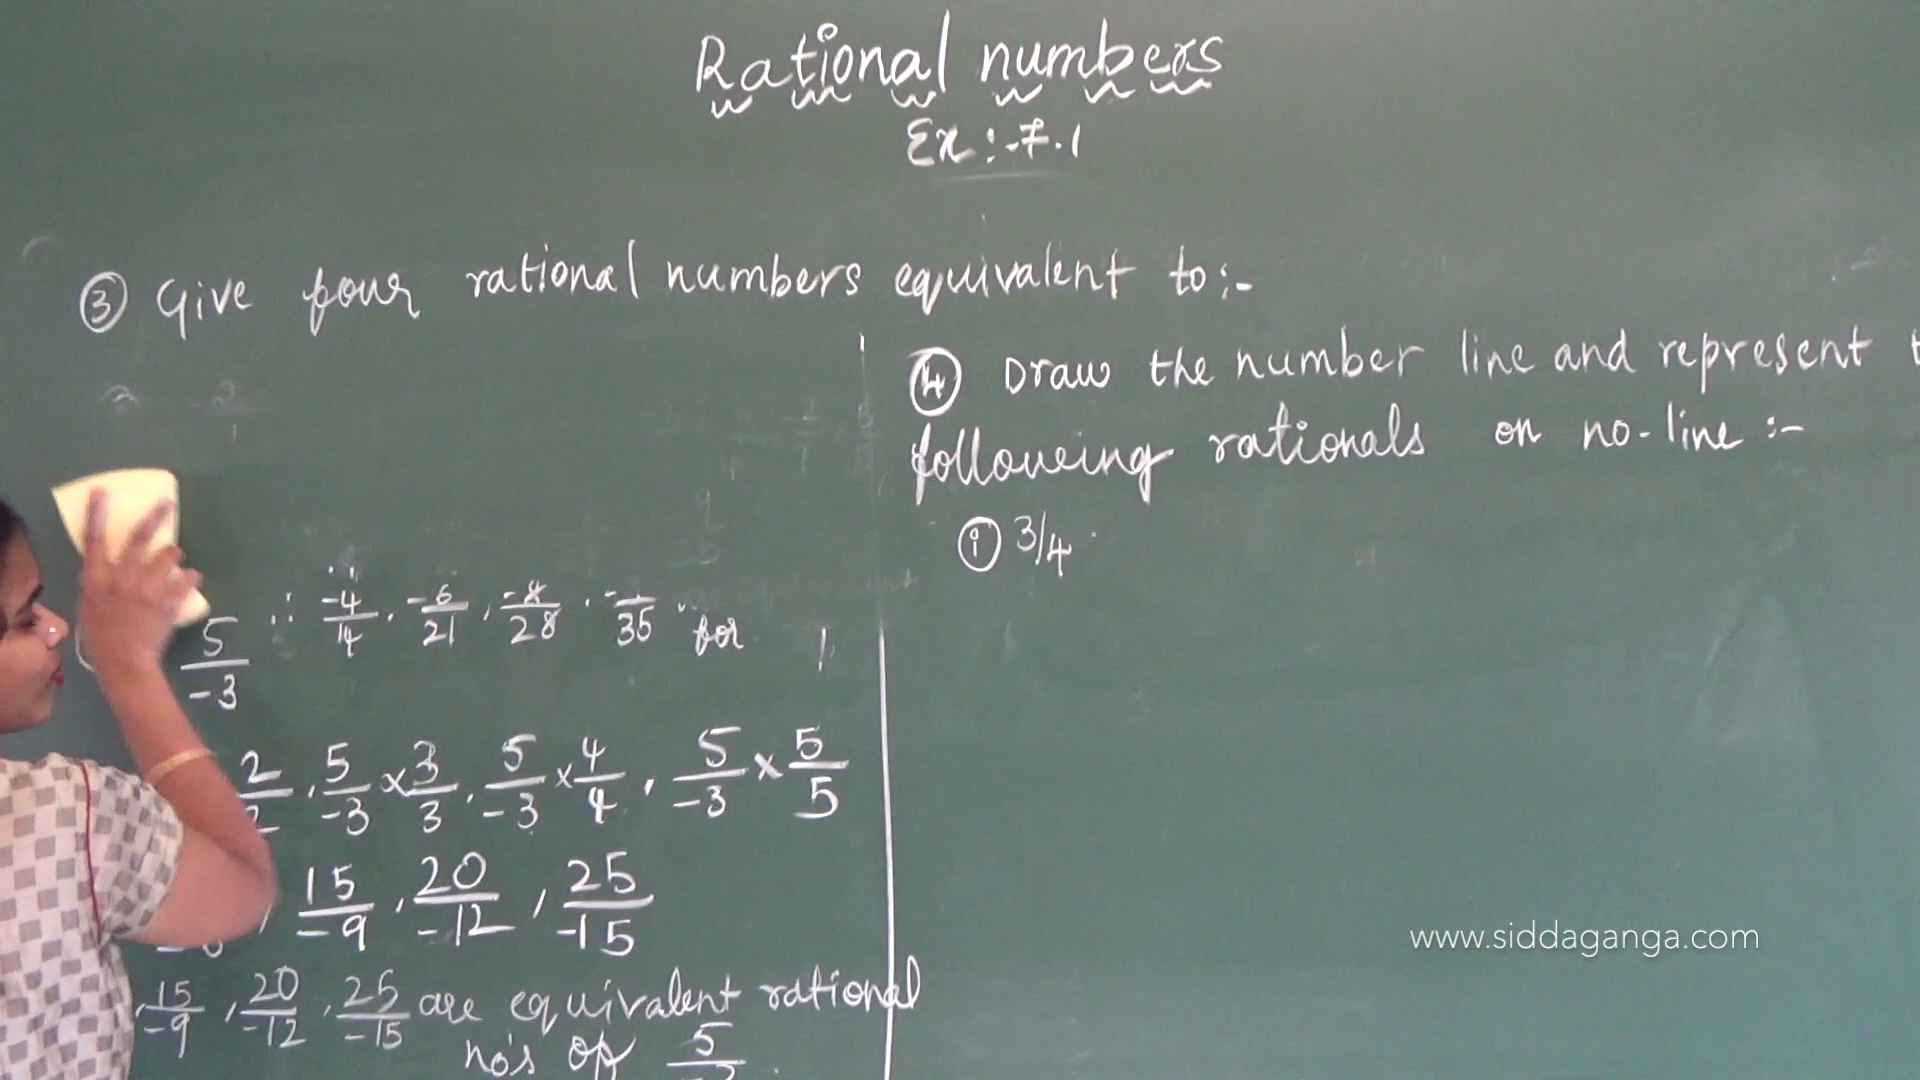 Rational numbers
Ex:-7.1
③ Give four rational numbers equivalent to:-
∴ -4/14, -6/21, -8/28, /35 for
5/-3
2/2, 5/-3 × 3/3, 5/-3 × 4/4, 5/-3 × 5/5
15/-9, 20/-12, 25/-15
, 15/-9, 20/-12, 25/-15 are equivalent rational
no's of 5/
④ Draw the number line and represent
following rationals on no-line :-
ⓘ 3/4
www.siddaganga.com